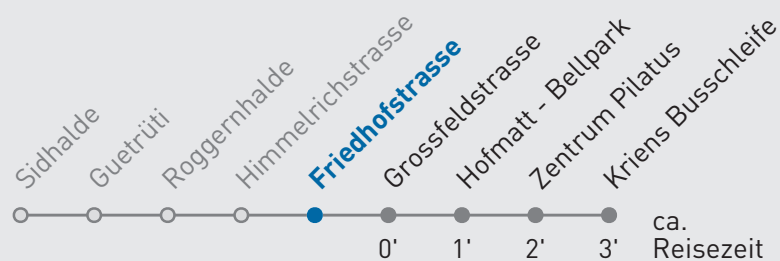 Sidhalde
Guetrüti
Roggernhalde
Himmelrichstrasse
Friedhofstrasse
Grossfeldstrasse
Hofmatt - Bellpark
Zentrum Pilatus
Kriens Busschleife
0' 1' 2' 3'
ca.
Reisezeit